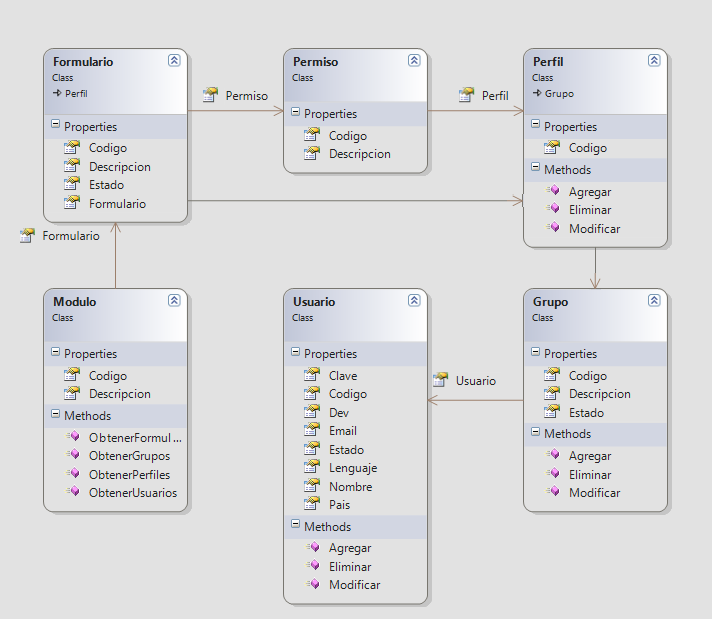 Formulario
Class
Perfil
Properties
Codigo
Descripcion
Estado
Formulario
Permiso
Permiso
Class
Properties
Codigo
Descripcion
Perfil
Perfil
Class
Grupo
Properties
Codigo
Methods
Agregar
Eliminar
Modificar
Formulario
Modulo
Class
Properties
Codigo
Descripcion
Methods
ObtenerFormul...
ObtenerGrupos
ObtenerPerfiles
ObtenerUsuarios
Usuario
Class
Properties
Clave
Codigo
Dev
Email
Estado
Lenguaje
Nombre
Pais
Methods
Agregar
Eliminar
Modificar
Usuario
Grupo
Class
Properties
Codigo
Descripcion
Estado
Methods
Agregar
Eliminar
Modificar